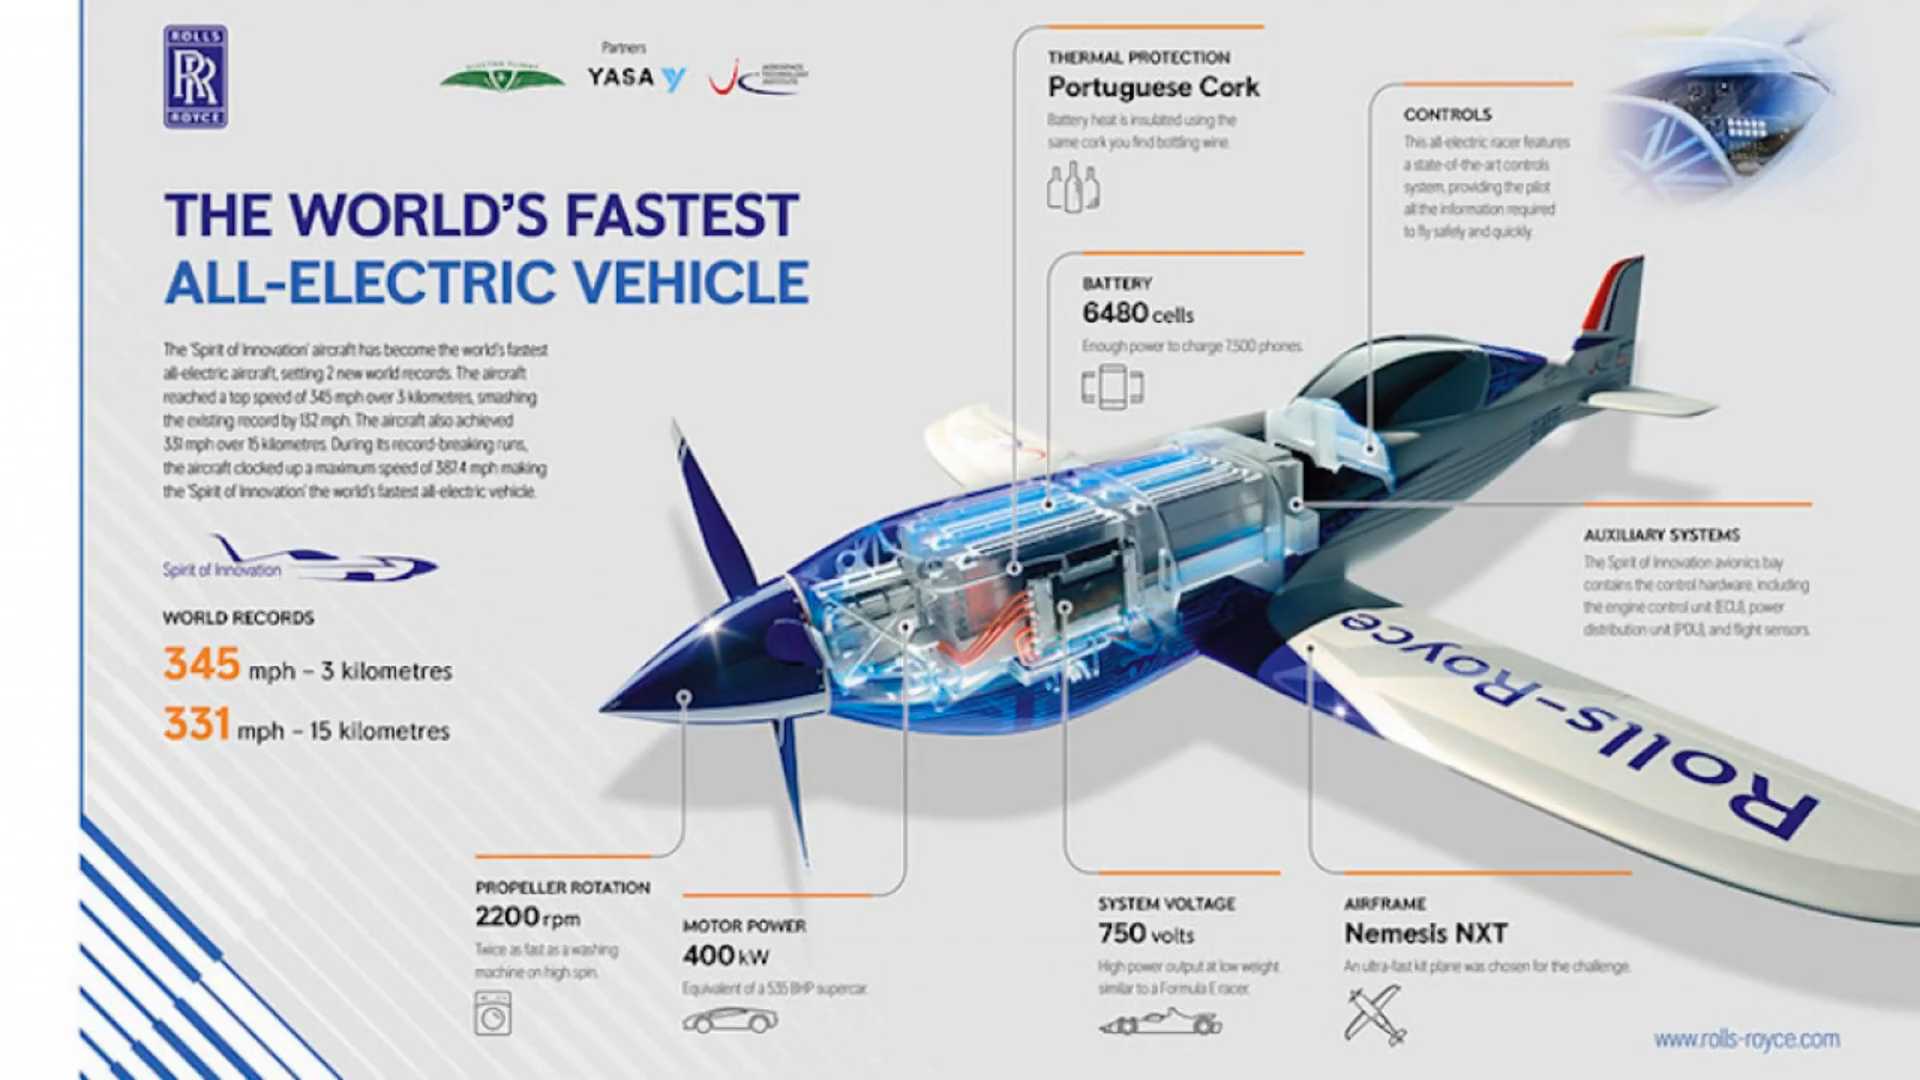 ROLLS
RR
ROYCE
ELECTRO FLIGHT
Partners
YASA
AEROSPACE
TECHNOLOGY
INSTITUTE
THE WORLD'S FASTEST
ALL-ELECTRIC VEHICLE
The 'Spirit of Innovation' aircraft has become the world's fastest
all-electric aircraft, setting 2 new world records. The aircraft
reached a top speed of 345 mph over 3 kilometres, smashing
the existing record by 132 mph. The aircraft also achieved
331 mph over 15 kilometres. During its record-breaking runs,
the aircraft clocked up a maximum speed of 387.4 mph making
the 'Spirit of Innovation' the world's fastest all-electric vehicle.
Spirit of Innovation
WORLD RECORDS
345 mph – 3 kilometres
331 mph – 15 kilometres
THERMAL PROTECTION
Portuguese Cork
Battery heat is insulated using the
same cork you find bottling wine.
CONTROLS
This all-electric racer features
a state-of-the-art controls
system, providing the pilot
all the information required
to fly safely and quickly.
BATTERY
6480 cells
Enough power to charge 7,500 phones.
AUXILIARY SYSTEMS
The Spirit of Innovation avionics bay
contains the control hardware, including
the engine control unit (ECU), power
distribution unit (PDU), and flight sensors.
Rolls-Royce
PROPELLER ROTATION
2200 rpm
Twice as fast as a washing
machine on high spin.
MOTOR POWER
400 kW
Equivalent of a 535 BHP supercar.
SYSTEM VOLTAGE
750 volts
High power output at low weight
similar to a Formula E racer.
AIRFRAME
Nemesis NXT
An ultra-fast kit plane was chosen for the challenge.
www.rolls-royce.com